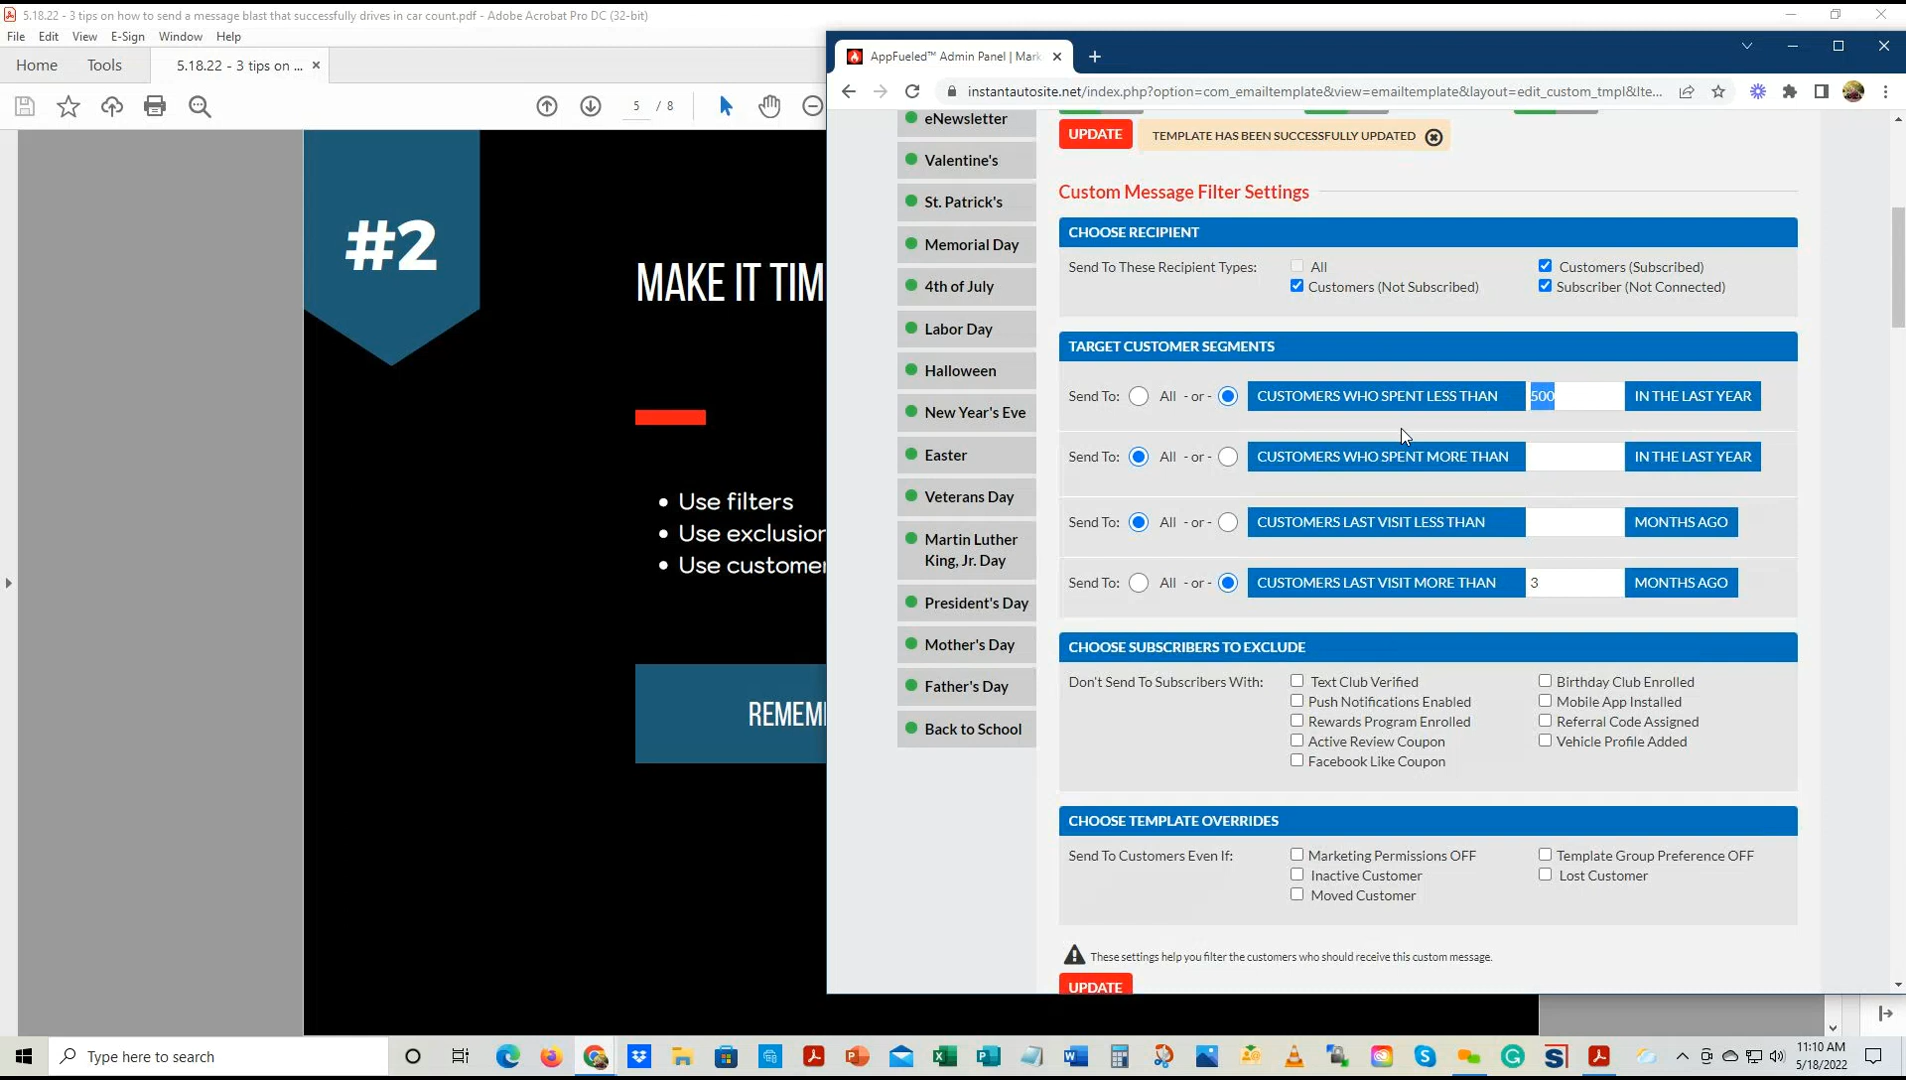 5.18.22 - 3 tips on how to send a message blast that successfully drives in car count.pdf - Adobe Acrobat Pro DC (32-bit)
File Edit View E-Sign Window Help
Home Tools 5.18.22 - 3 tips on ... ×
5 / 8
#2
MAKE IT TIM
Use filters
Use exclusion
Use customer
REMEM
AppFueled™ Admin Panel | Mark
instantautosite.net/index.php?option=com_emailtemplate&view=emailtemplate&layout=edit_custom_tmpl&Ite...
eNewsletter
Valentine's
St. Patrick's
Memorial Day
4th of July
Labor Day
Halloween
New Year's Eve
Easter
Veterans Day
Martin Luther
King, Jr. Day
President's Day
Mother's Day
Father's Day
Back to School
UPDATE TEMPLATE HAS BEEN SUCCESSFULLY UPDATED
Custom Message Filter Settings
CHOOSE RECIPIENT
Send To These Recipient Types: All Customers (Subscribed)
Customers (Not Subscribed) Subscriber (Not Connected)
TARGET CUSTOMER SEGMENTS
Send To: All - or - CUSTOMERS WHO SPENT LESS THAN 500 IN THE LAST YEAR
Send To: All - or - CUSTOMERS WHO SPENT MORE THAN IN THE LAST YEAR
Send To: All - or - CUSTOMERS LAST VISIT LESS THAN MONTHS AGO
Send To: All - or - CUSTOMERS LAST VISIT MORE THAN 3 MONTHS AGO
CHOOSE SUBSCRIBERS TO EXCLUDE
Don't Send To Subscribers With: Text Club Verified Birthday Club Enrolled
Push Notifications Enabled Mobile App Installed
Rewards Program Enrolled Referral Code Assigned
Active Review Coupon Vehicle Profile Added
Facebook Like Coupon
CHOOSE TEMPLATE OVERRIDES
Send To Customers Even If: Marketing Permissions OFF Template Group Preference OFF
Inactive Customer Lost Customer
Moved Customer
These settings help you filter the customers who should receive this custom message.
UPDATE
Type here to search
11:10 AM
5/18/2022